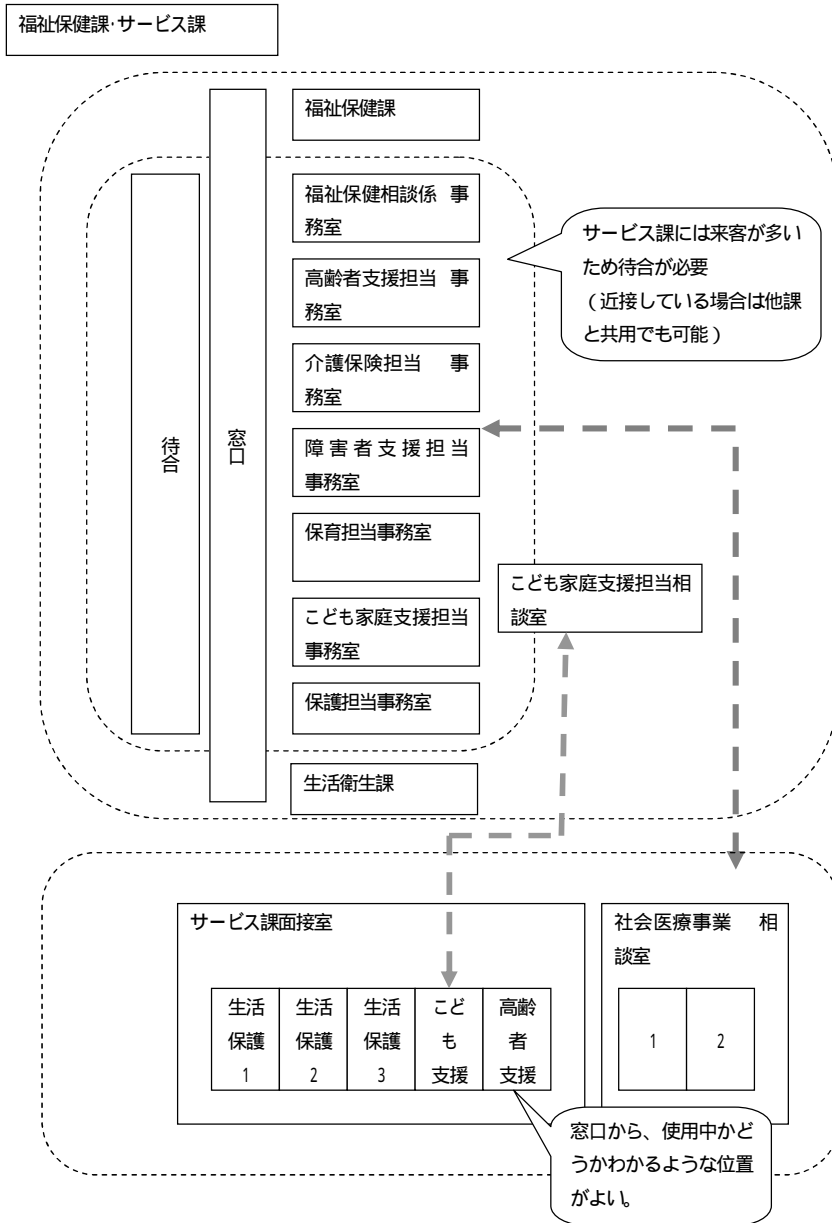 福祉保健課･サービス課
福祉保健課
福祉保健相談係 事
務室
サービス課には来客が多い
ため待合が必要
（近接している場合は他課
と共用でも可能）
高齢者支援担当 事
務室
介護保険担当 事
務室
待合
窓口
障害者支援担当
事務室
保育担当事務室
こども家庭支援担当相
談室
こども家庭支援担当
事務室
保護担当事務室
生活衛生課
サービス課面接室
生活
保護
1
生活
保護
2
生活
保護
3
こど
も
支援
高齢
者
支援
社会医療事業 相
談室
1
2
窓口から、使用中かど
うかわかるような位置
がよい。